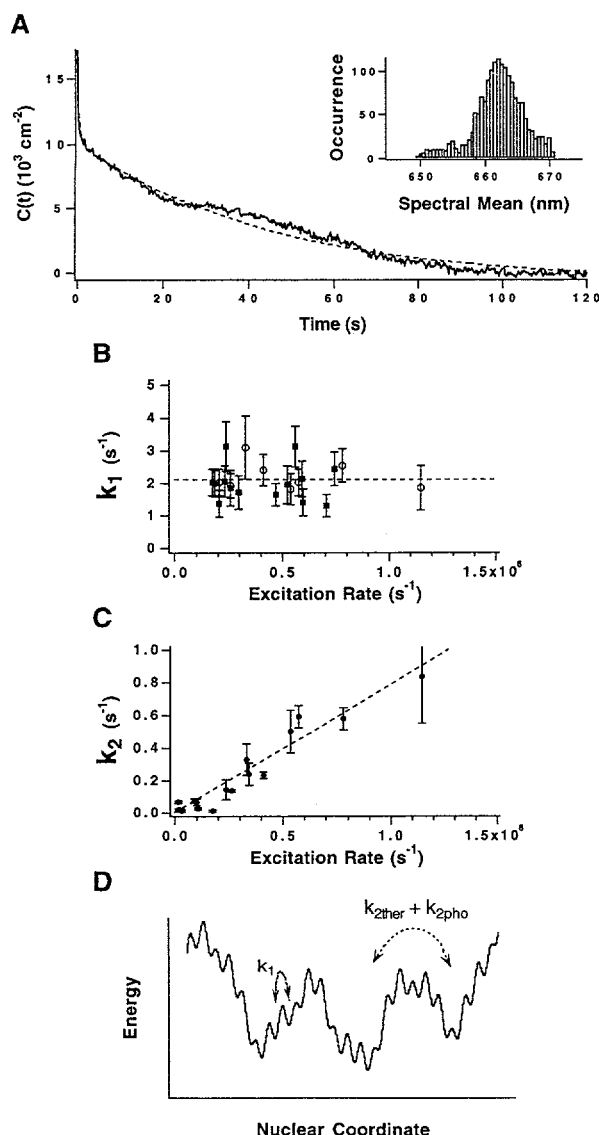 A
C(t) (10³ cm⁻²)
15
10
5
0
0
20
40
60
80
100
120
Time (s)
Occurrence
100
50
0
650
660
670
Spectral Mean (nm)
B
k₁ (s⁻¹)
5
4
3
2
1
0
0.0
0.5
1.0
1.5x10⁶
Excitation Rate (s⁻¹)
C
k₂ (s⁻¹)
1.0
0.8
0.6
0.4
0.2
0.0
0.0
0.5
1.0
1.5x10⁶
Excitation Rate (s⁻¹)
D
k₂ther + k₂pho
k₁
Energy
Nuclear Coordinate